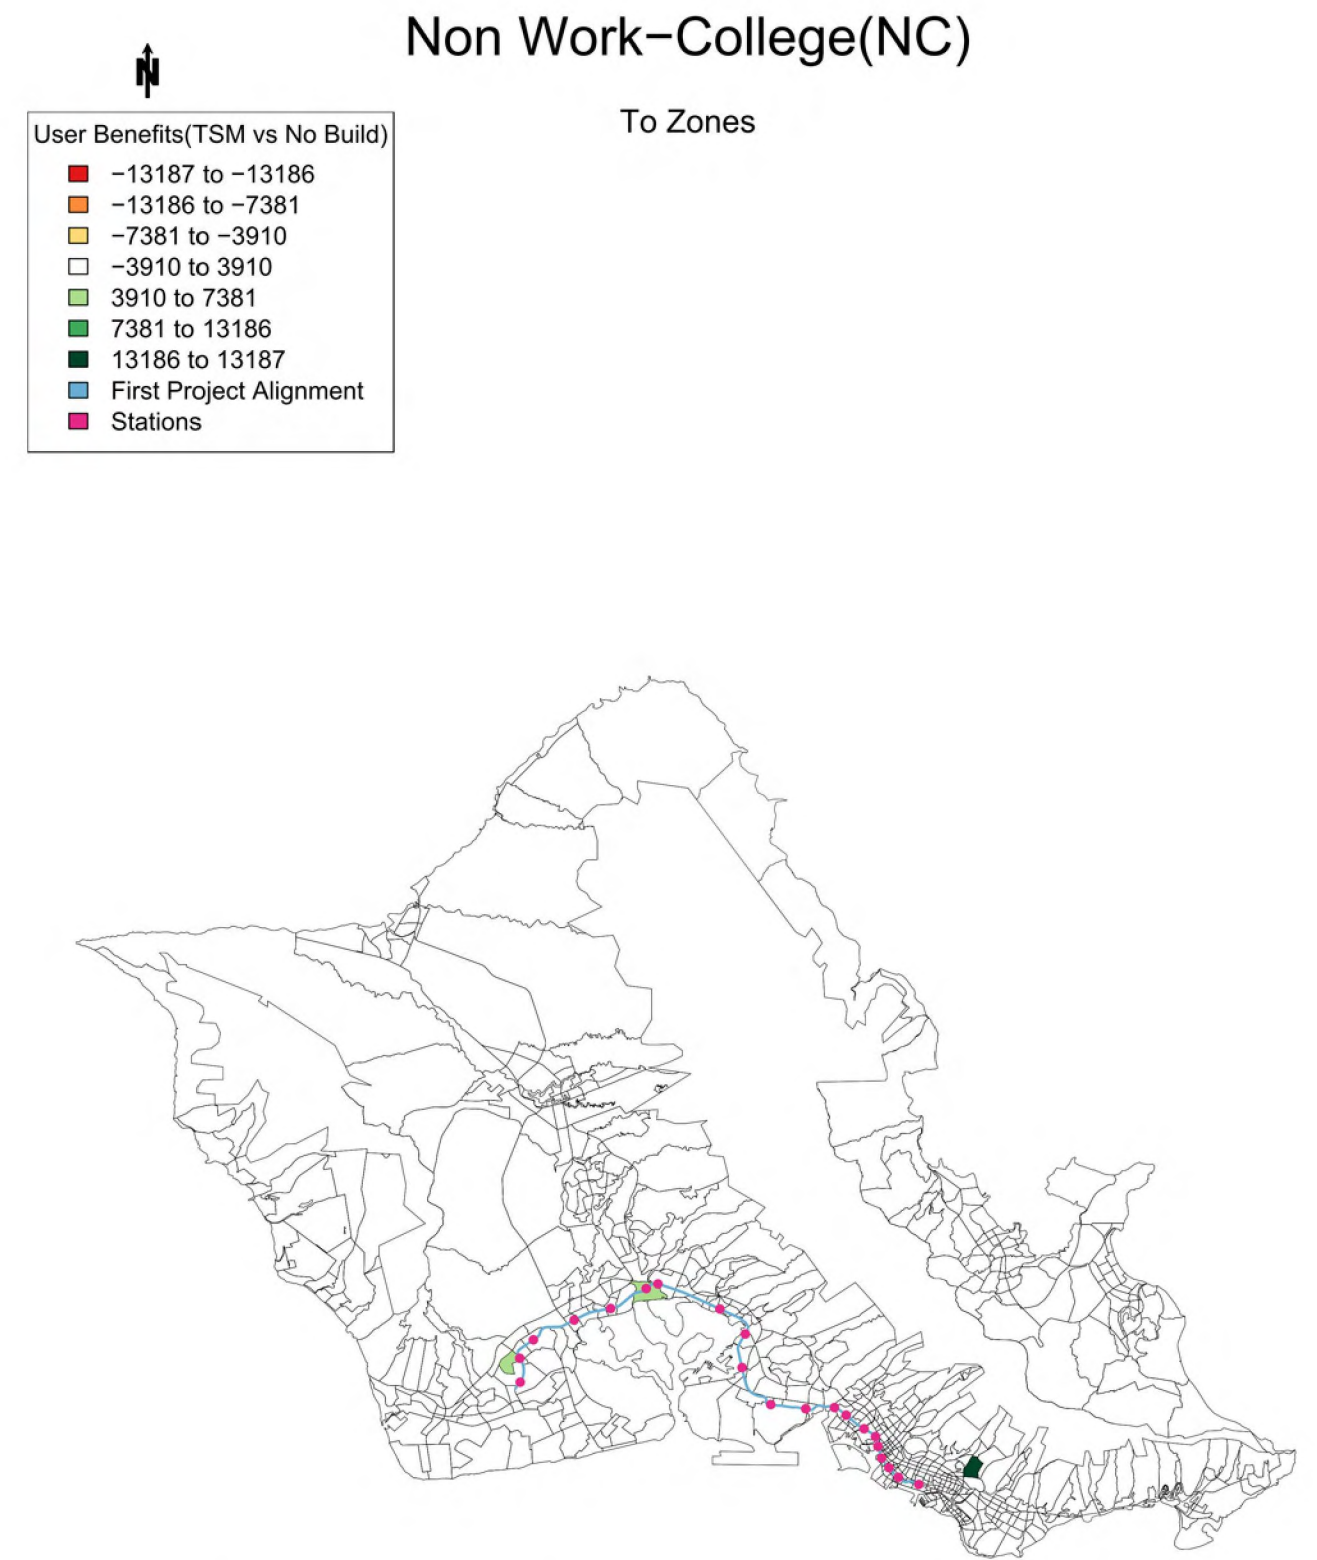 Non Work−College(NC)
N
To Zones
User Benefits(TSM vs No Build)
−13187 to −13186
−13186 to −7381
−7381 to −3910
−3910 to 3910
3910 to 7381
7381 to 13186
13186 to 13187
First Project Alignment
Stations